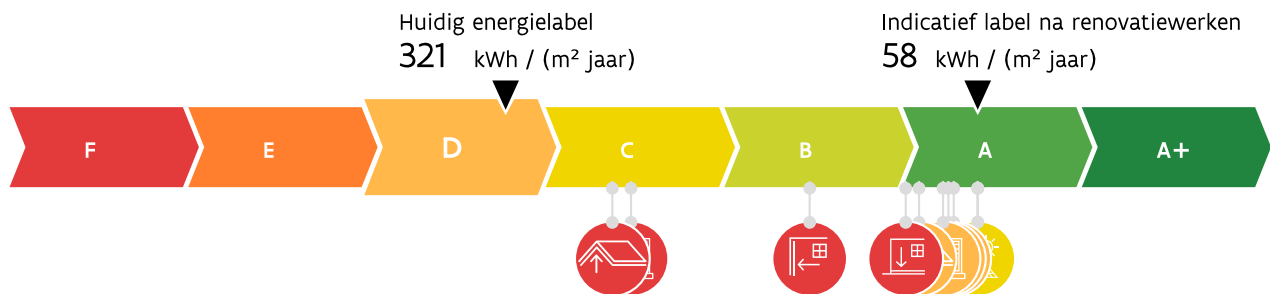 Huidig energielabel
321 kWh / (m² jaar)
Indicatief label na renovatiewerken
58 kWh / (m² jaar)
F E D C B A A+